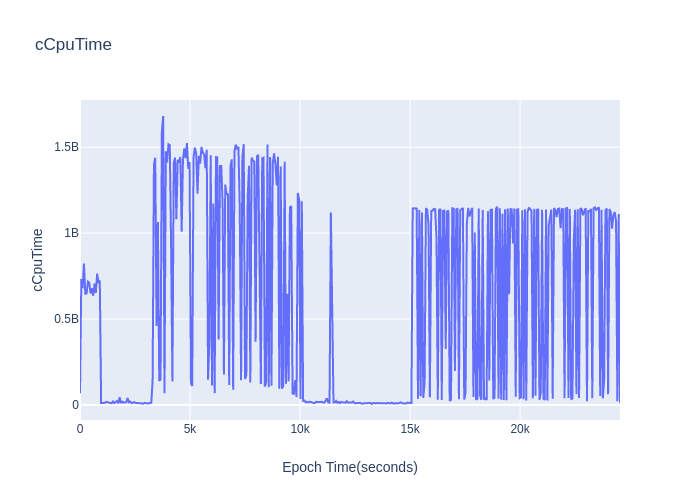 cCpuTime
cCpuTime
1.5B
1B
0.5B
0
0
5k
10k
15k
20k
Epoch Time(seconds)